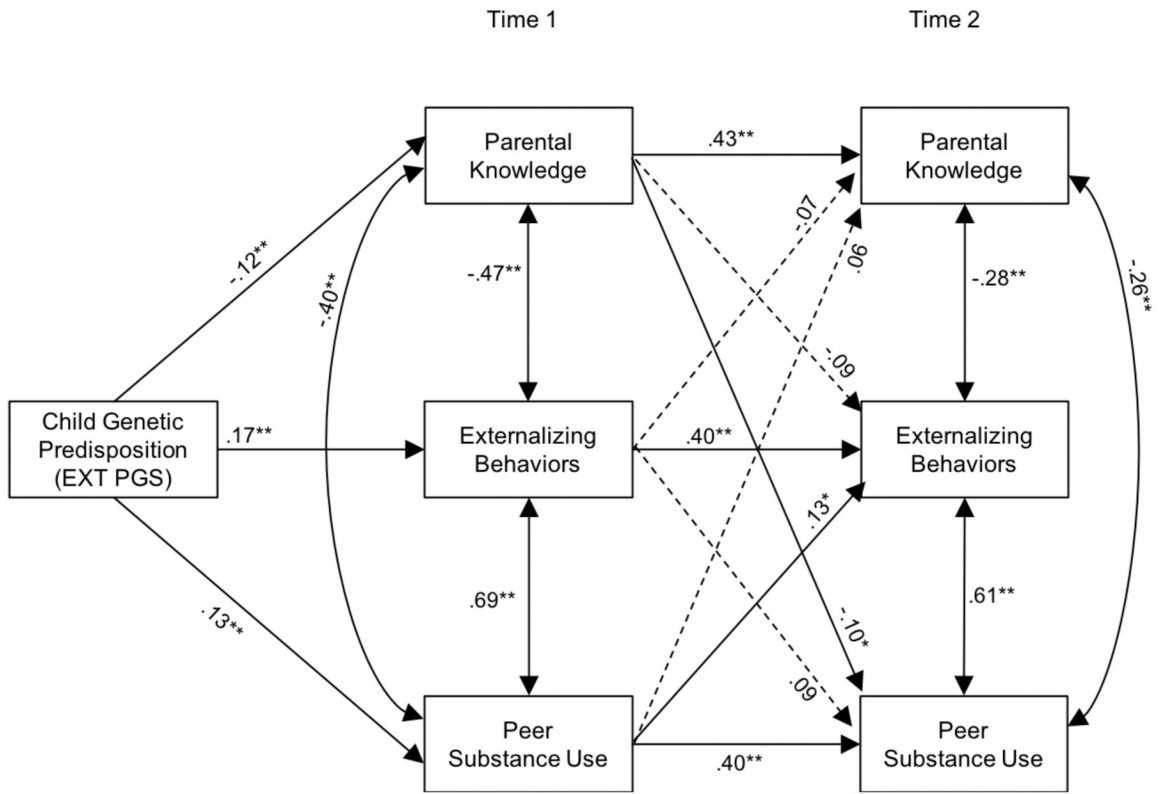 Time 1
Time 2
Parental
Knowledge
.43**
Parental
Knowledge
-.12**
-.40**
-.47**
-.07
.06
-.28**
-.26**
-.09
Child Genetic
Predisposition
(EXT PGS)
.17**
Externalizing
Behaviors
.40**
Externalizing
Behaviors
.13*
.69**
.61**
.13**
-.10*
.09
Peer
Substance Use
.40**
Peer
Substance Use